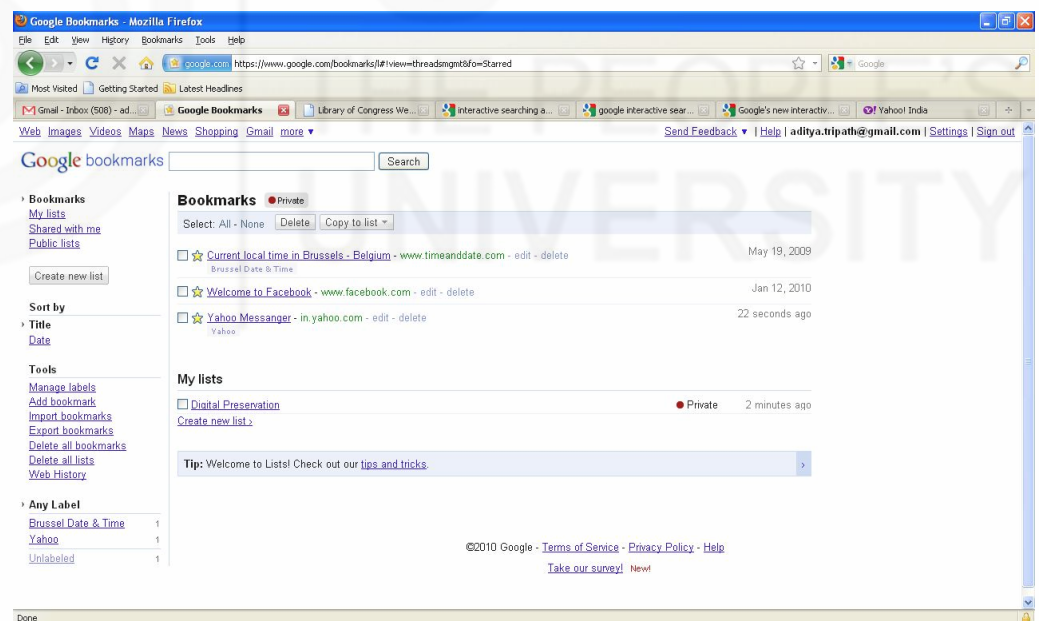 Google Bookmarks - Mozilla Firefox
File Edit View History Bookmarks Tools Help
google.com https://www.google.com/bookmarks/l#!view=threadsmgmt&fo=Starred Google
Most Visited Getting Started Latest Headlines
Gmail - Inbox (508) - ad... Google Bookmarks Library of Congress We... interactive searching a... google interactive sear... Google's new interactiv... Yahoo! India
Web Images Videos Maps News Shopping Gmail more ▼ Send Feedback ▼ | Help | aditya.tripath@gmail.com | Settings | Sign out
Google bookmarks Search
Bookmarks
My lists
Shared with me
Public lists
Create new list
Sort by
Title
Date
Tools
Manage labels
Add bookmark
Import bookmarks
Export bookmarks
Delete all bookmarks
Delete all lists
Web History
Any Label
Brussel Date & Time 1
Yahoo 1
Unlabeled 1
Bookmarks Private
Select: All - None Delete Copy to list
Current local time in Brussels - Belgium - www.timeanddate.com - edit - delete May 19, 2009
Brussel Date & Time
Welcome to Facebook - www.facebook.com - edit - delete Jan 12, 2010
Yahoo Messanger - in.yahoo.com - edit - delete 22 seconds ago
Yahoo
My lists
Digital Preservation Private 2 minutes ago
Create new list ›
Tip: Welcome to Lists! Check out our tips and tricks. ›
©2010 Google - Terms of Service - Privacy Policy - Help
Take our survey! New!
Done
THE PEOPLE'S
UNIVERSITY